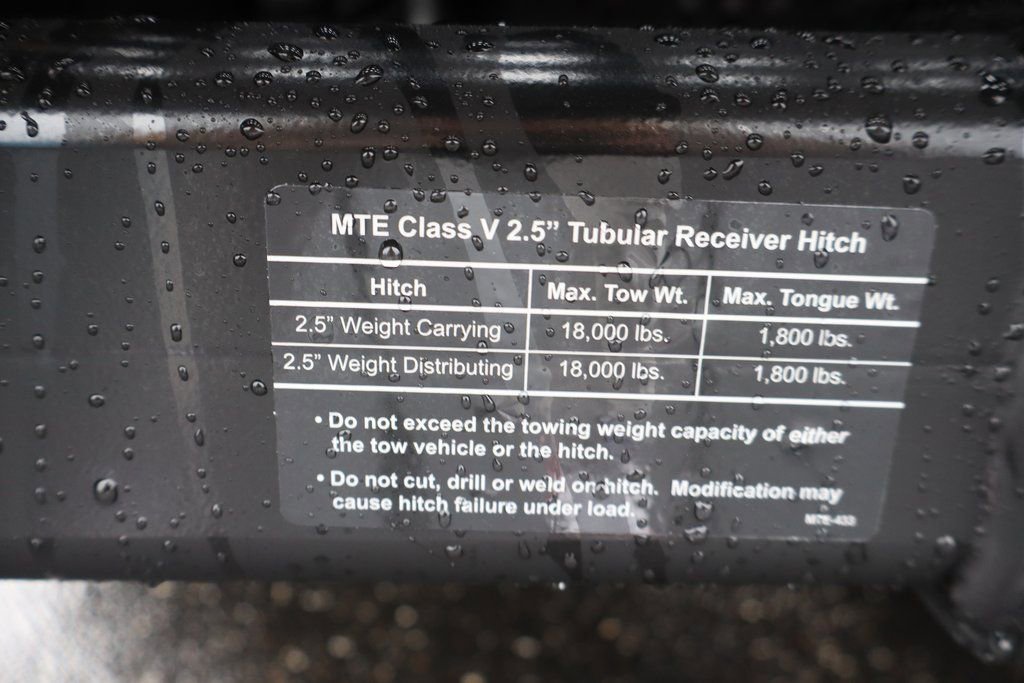 MTE Class V 2.5” Tubular Receiver Hitch
Hitch Max. Tow Wt. Max. Tongue Wt.
2.5” Weight Carrying 18,000 lbs. 1,800 lbs.
2.5” Weight Distributing 18,000 lbs. 1,800 lbs.
• Do not exceed the towing weight capacity of either
the tow vehicle or the hitch.
• Do not cut, drill or weld on hitch. Modification may
cause hitch failure under load.